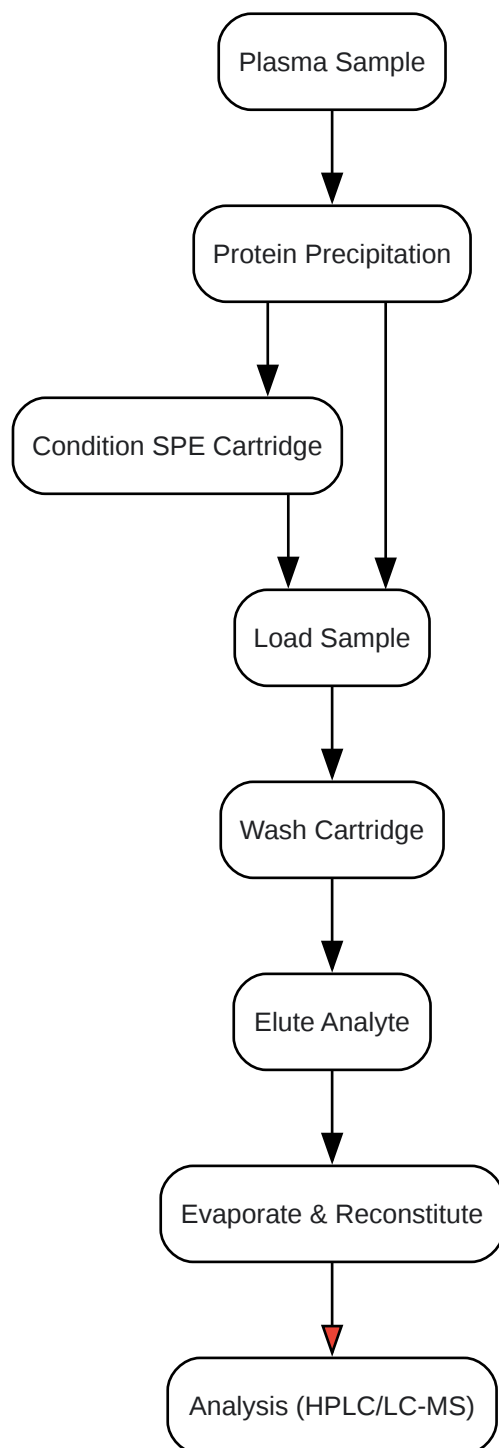 Plasma Sample
Protein Precipitation
Condition SPE Cartridge
Load Sample
Wash Cartridge
Elute Analyte
Evaporate & Reconstitute
Analysis (HPLC/LC-MS)